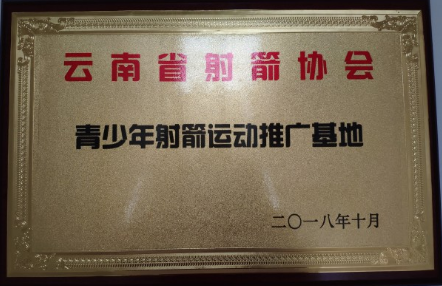 云南省射箭协会
青少年射箭运动推广基地
二〇一八年十月